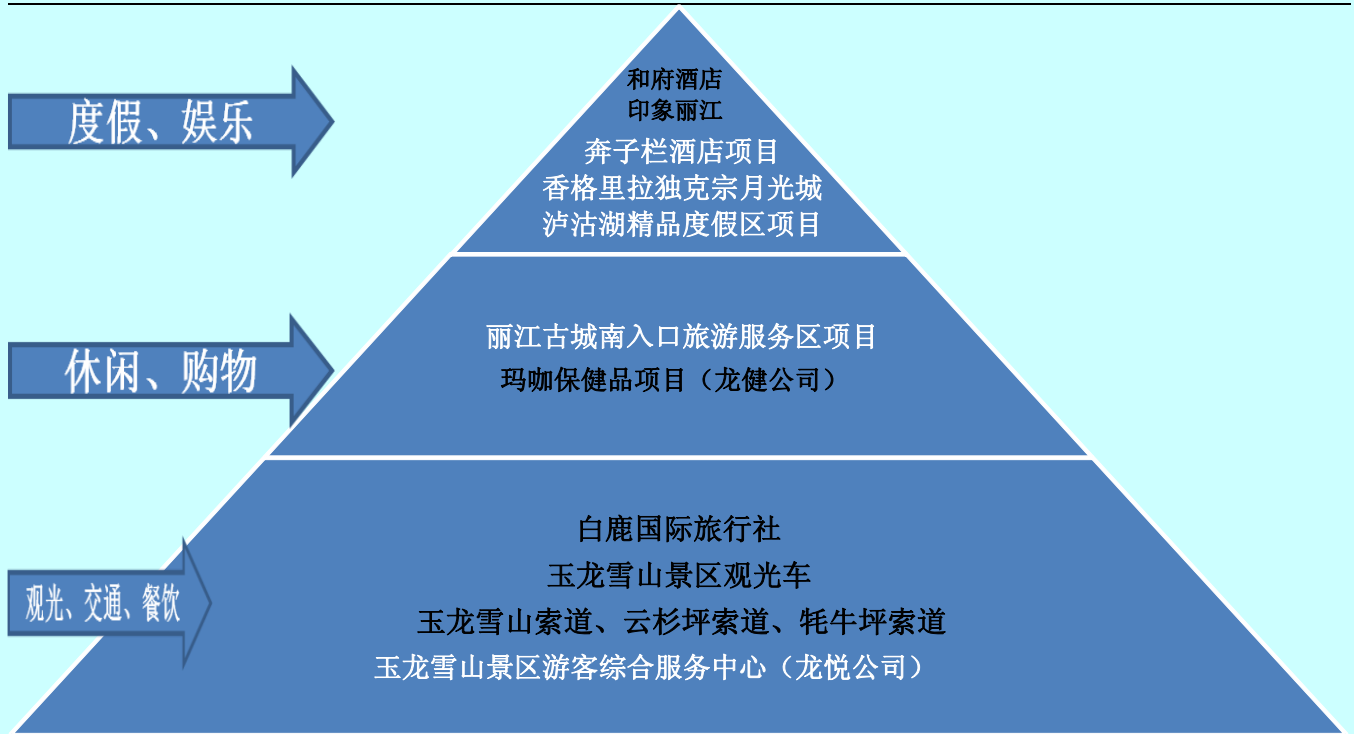 和府酒店
印象丽江
度假、娱乐
奔子栏酒店项目
香格里拉独克宗月光城
泸沽湖精品度假区项目
丽江古城南入口旅游服务区项目
休闲、购物
玛咖保健品项目（龙健公司）
白鹿国际旅行社
玉龙雪山景区观光车
观光、交通、餐饮
玉龙雪山索道、云杉坪索道、牦牛坪索道
玉龙雪山景区游客综合服务中心（龙悦公司）